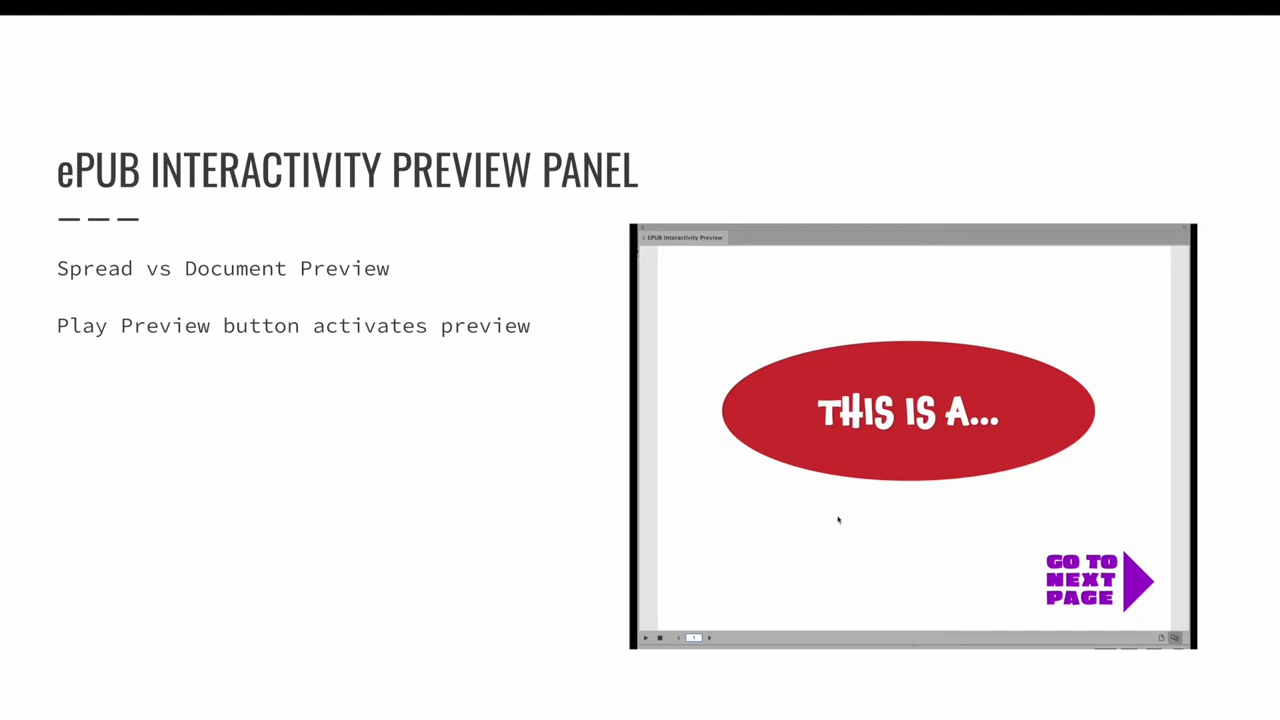 ePUB INTERACTIVITY PREVIEW PANEL
Spread vs Document Preview
Play Preview button activates preview
EPUB Interactivity Preview
THIS IS A...
GO TO
NEXT
PAGE
1